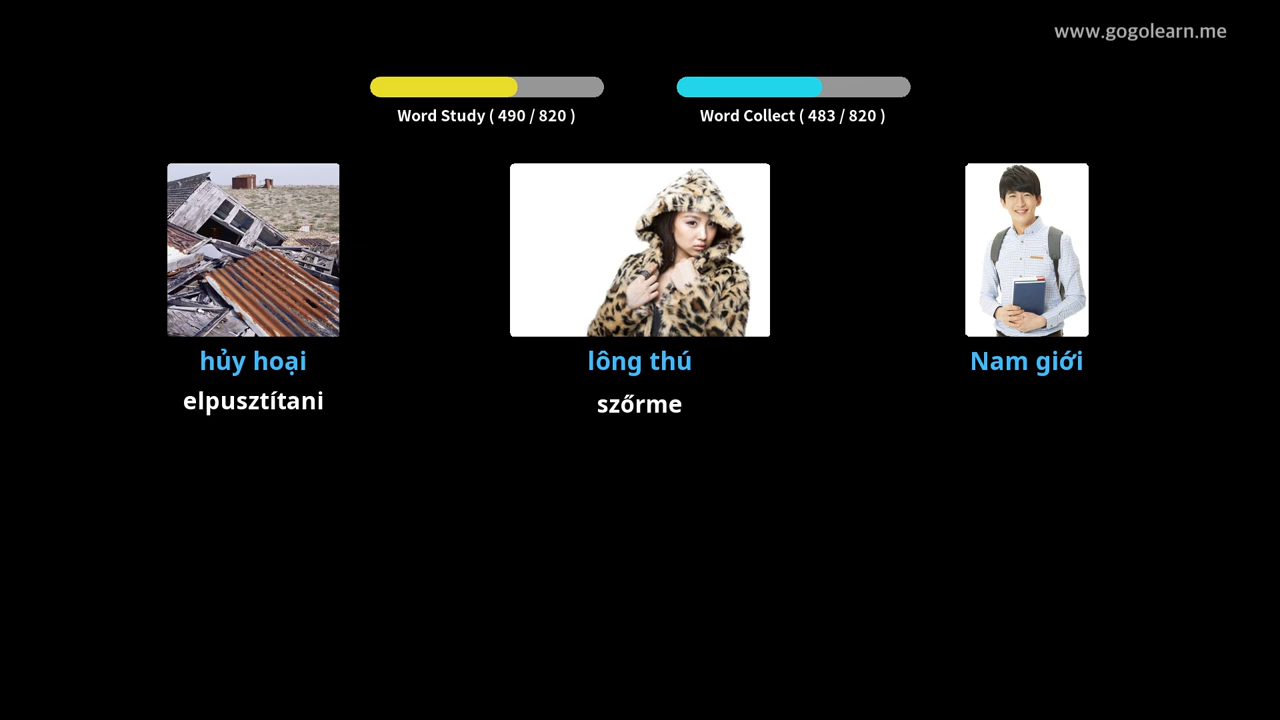 www.gogolearn.me
Word Study ( 490 / 820 )
Word Collect ( 483 / 820 )
hủy hoại
elpusztítani
lông thú
szőrme
Nam giới